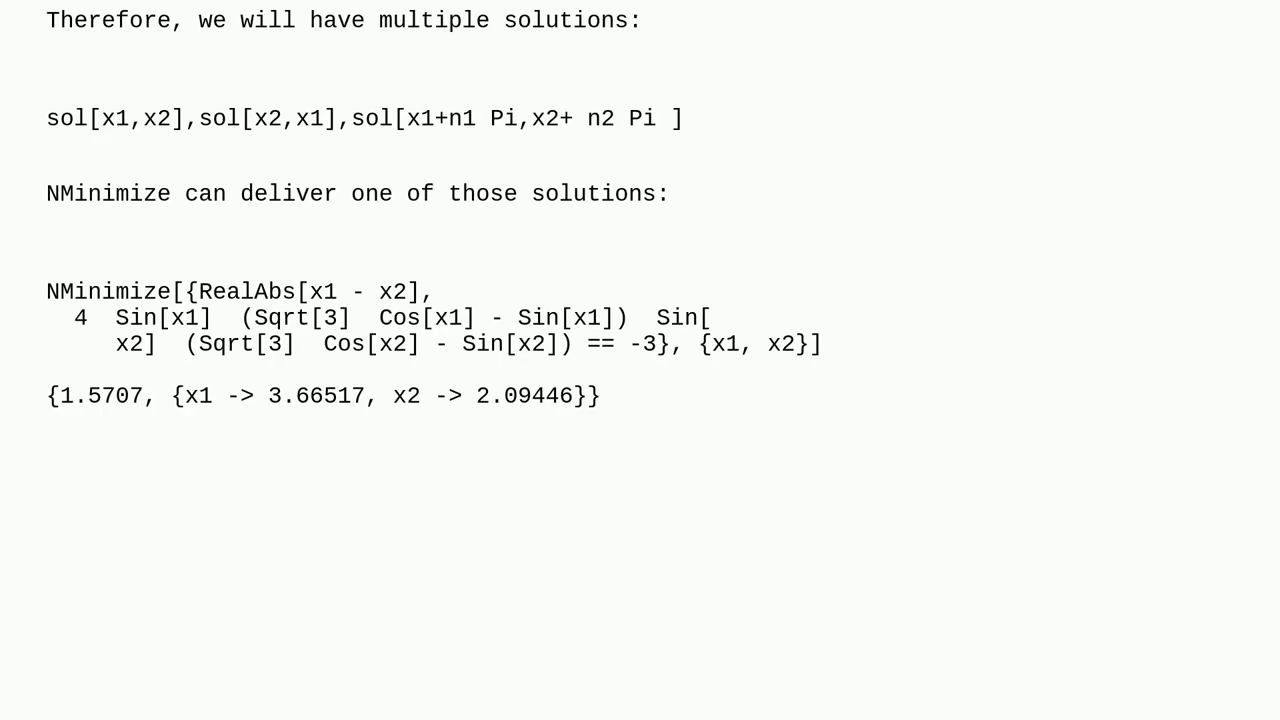 Therefore, we will have multiple solutions:
sol[x1,x2],sol[x2,x1],sol[x1+n1 Pi,x2+ n2 Pi ]
NMinimize can deliver one of those solutions:
NMinimize[{RealAbs[x1 - x2],
  4  Sin[x1]  (Sqrt[3]  Cos[x1] - Sin[x1])  Sin[
     x2]  (Sqrt[3]  Cos[x2] - Sin[x2]) == -3}, {x1, x2}]
{1.5707, {x1 -> 3.66517, x2 -> 2.09446}}